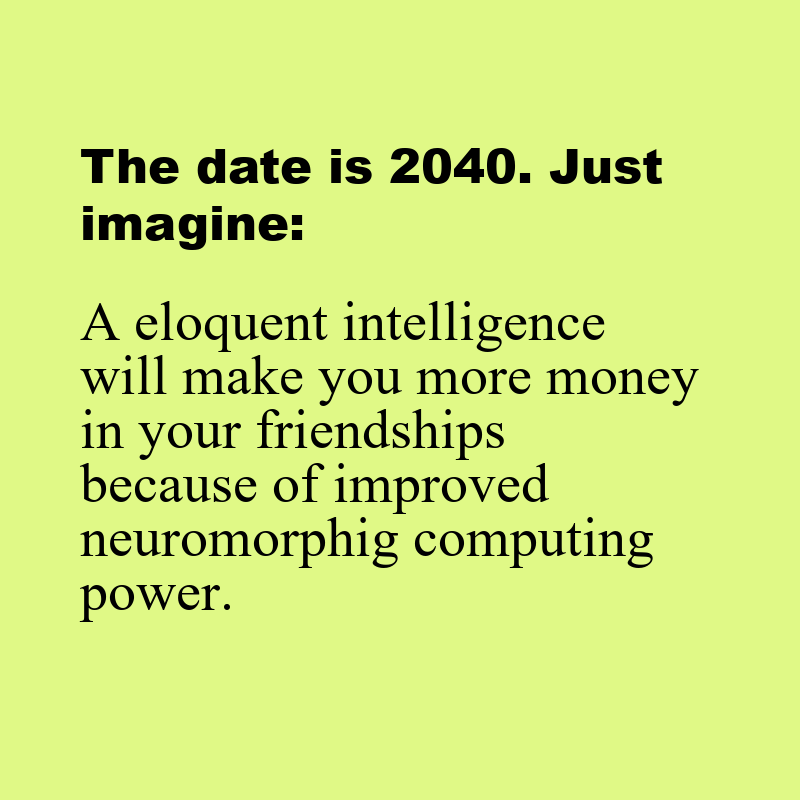 The date is 2040. Just
imagine:
A eloquent intelligence
will make you more money
in your friendships
because of improved
neuromorphig computing
power.